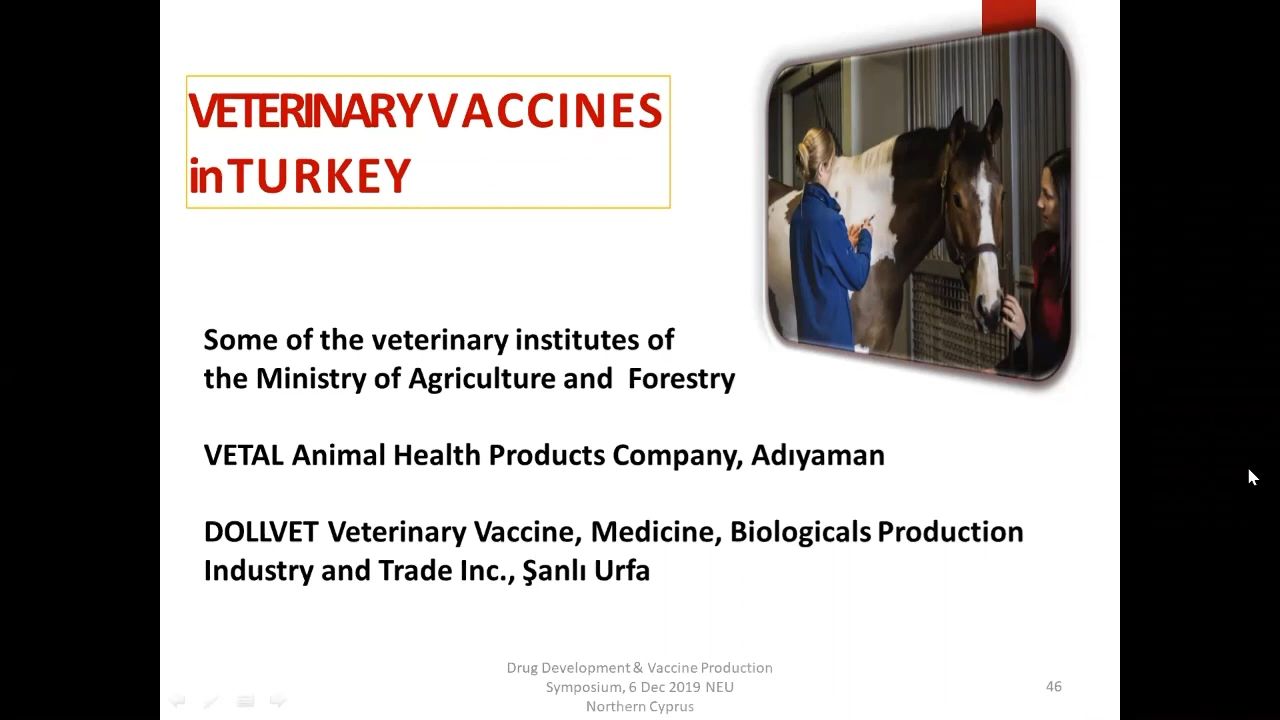 VETERINARY VACCINES
in TURKEY
Some of the veterinary institutes of
the Ministry of Agriculture and Forestry
VETAL Animal Health Products Company, Adıyaman
DOLLVET Veterinary Vaccine, Medicine, Biologicals Production
Industry and Trade Inc., Şanlı Urfa
Drug Development & Vaccine Production
Symposium, 6 Dec 2019 NEU
Northern Cyprus
46